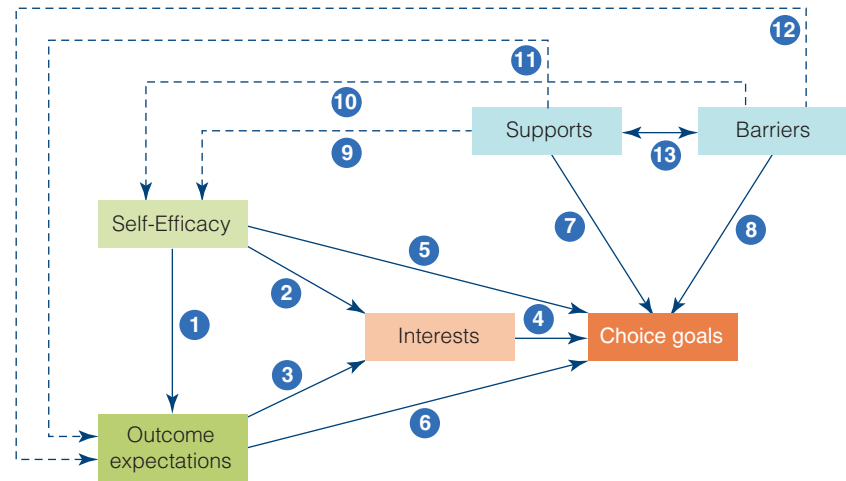 12
11
10
Supports
Barriers
13
9
Self-Efficacy
7
8
5
2
4
1
Interests
Choice goals
3
6
Outcome
expectations